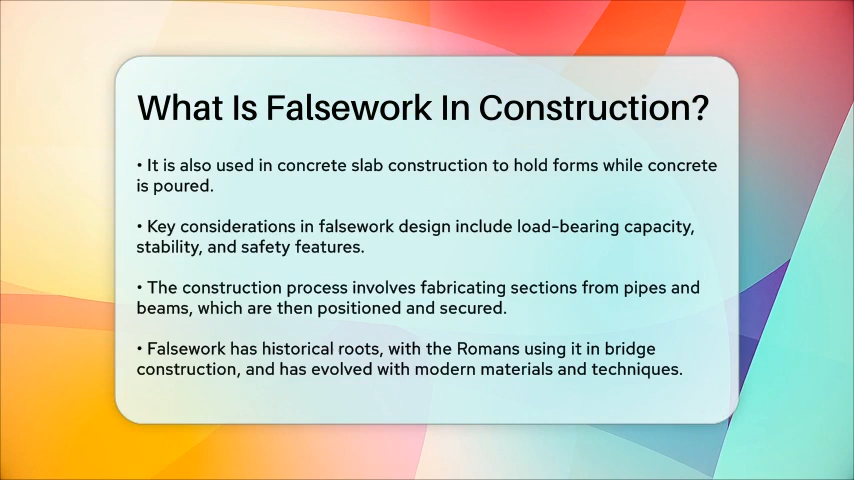 What Is Falsework In Construction?
• It is also used in concrete slab construction to hold forms while concrete
is poured.
• Key considerations in falsework design include load-bearing capacity,
stability, and safety features.
• The construction process involves fabricating sections from pipes and
beams, which are then positioned and secured.
• Falsework has historical roots, with the Romans using it in bridge
construction, and has evolved with modern materials and techniques.